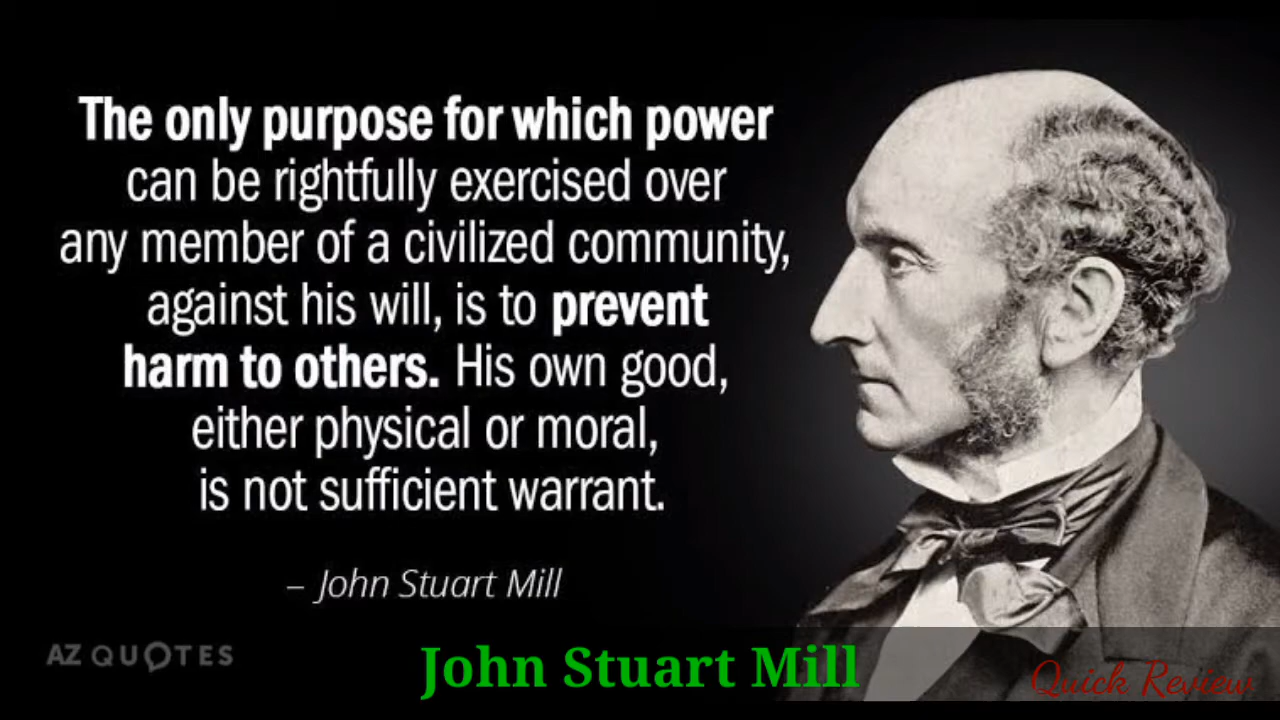 The only purpose for which power
can be rightfully exercised over
any member of a civilized community,
against his will, is to prevent
harm to others. His own good,
either physical or moral,
is not sufficient warrant.
– John Stuart Mill
AZ QUOTES
John Stuart Mill
Quick Review